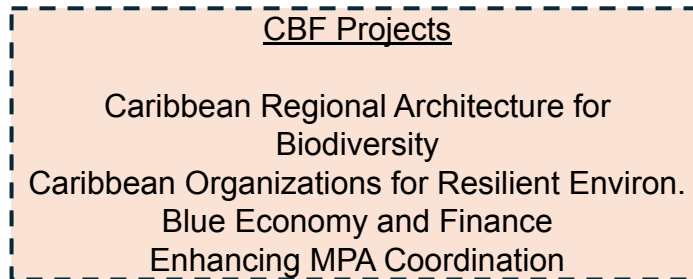 CBF Projects
Caribbean Regional Architecture for
Biodiversity
Caribbean Organizations for Resilient Environ.
Blue Economy and Finance
Enhancing MPA Coordination